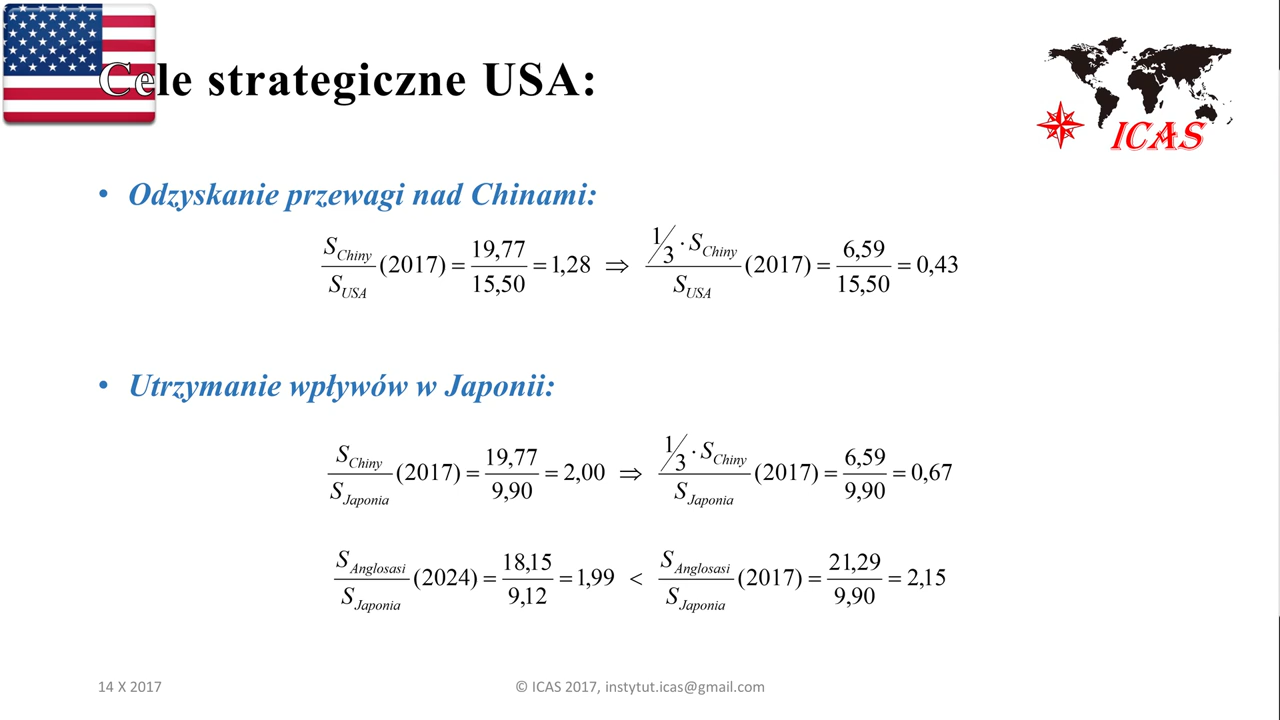 Cele strategiczne USA:
ICAS
• Odzyskanie przewagi nad Chinami:
S_Chiny / S_USA (2017) = 19,77 / 15,50 = 1,28 ⇒ 1/3 · S_Chiny / S_USA (2017) = 6,59 / 15,50 = 0,43
• Utrzymanie wpływów w Japonii:
S_Chiny / S_Japonia (2017) = 19,77 / 9,90 = 2,00 ⇒ 1/3 · S_Chiny / S_Japonia (2017) = 6,59 / 9,90 = 0,67
S_Anglosasi / S_Japonia (2024) = 18,15 / 9,12 = 1,99 < S_Anglosasi / S_Japonia (2017) = 21,29 / 9,90 = 2,15
14 X 2017
© ICAS 2017, instytut.icas@gmail.com